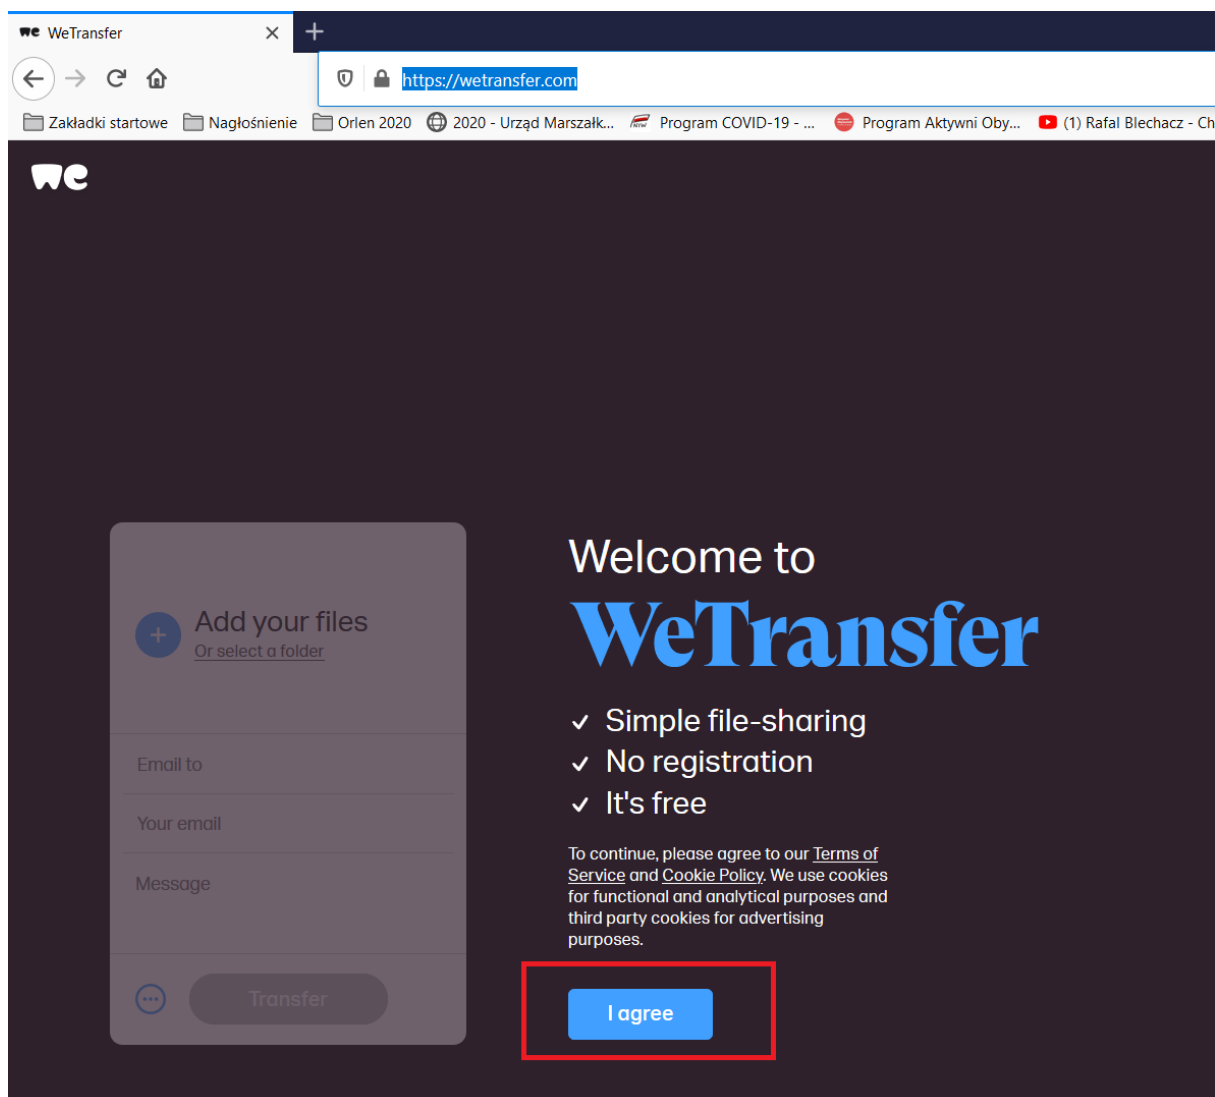 we WeTransfer
https://wetransfer.com
Zakładki startowe Nagłośnienie Orlen 2020 2020 - Urząd Marszałk... Program COVID-19 - ... Program Aktywni Oby... (1) Rafal Blechacz - Ch
we
Add your files
Or select a folder
Email to
Your email
Message
Transfer
Welcome to
WeTransfer
Simple file-sharing
No registration
It's free
To continue, please agree to our Terms of
Service and Cookie Policy. We use cookies
for functional and analytical purposes and
third party cookies for advertising
purposes.
I agree